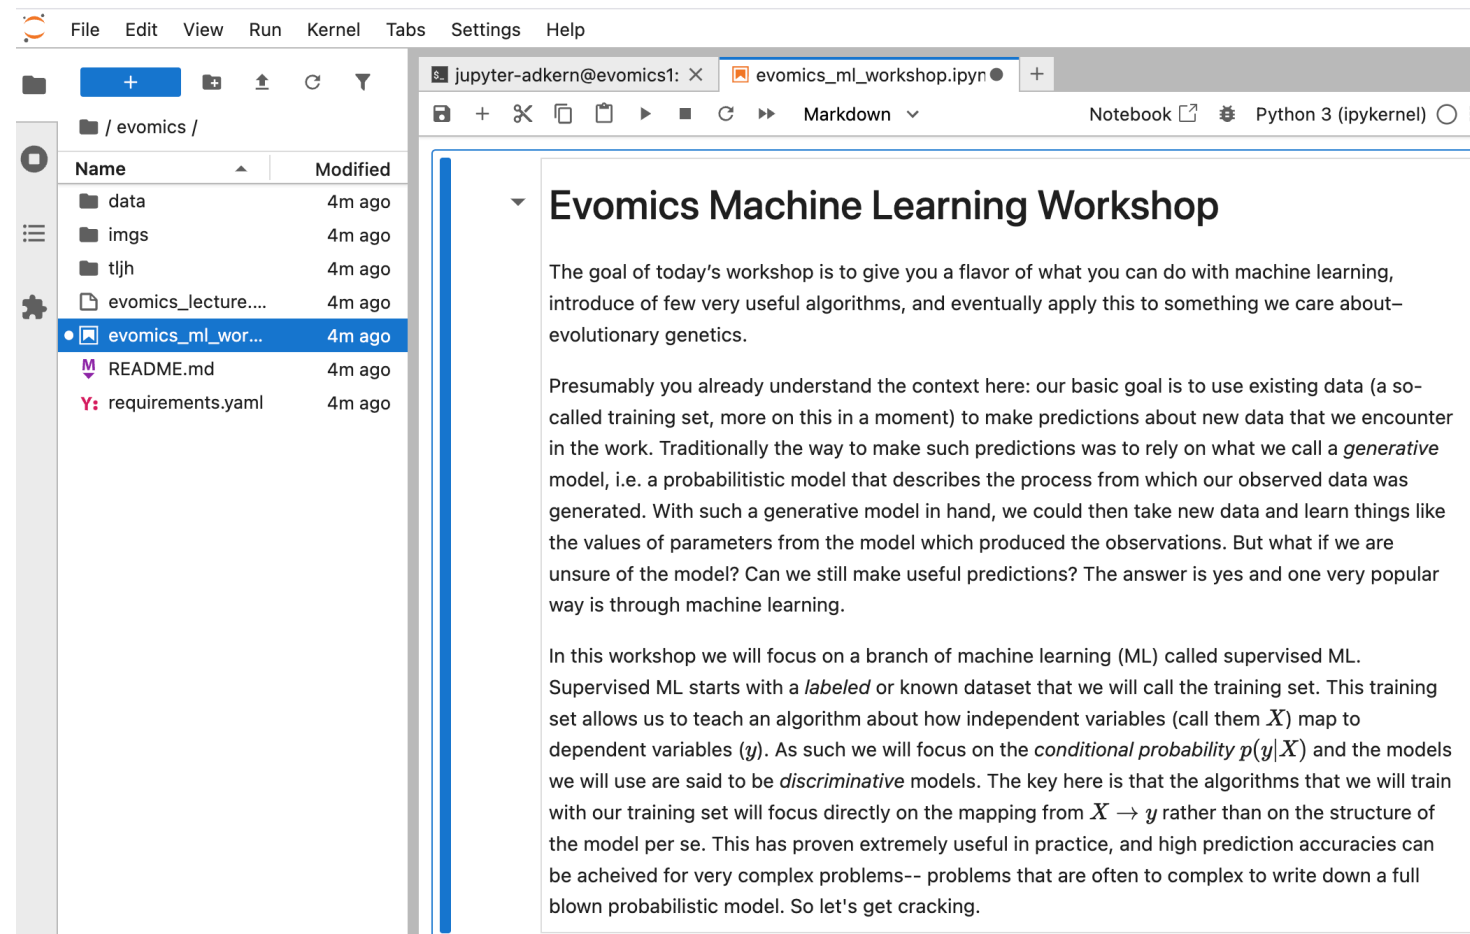 File Edit View Run Kernel Tabs Settings Help
/ evomics /
Name Modified
data 4m ago
imgs 4m ago
tljh 4m ago
evomics_lecture.... 4m ago
evomics_ml_wor... 4m ago
README.md 4m ago
requirements.yaml 4m ago
jupyter-adkern@evomics1:
evomics_ml_workshop.ipyn
Markdown Notebook Python 3 (ipykernel)
Evomics Machine Learning Workshop
The goal of today’s workshop is to give you a flavor of what you can do with machine learning,
introduce of few very useful algorithms, and eventually apply this to something we care about–
evolutionary genetics.
Presumably you already understand the context here: our basic goal is to use existing data (a so-
called training set, more on this in a moment) to make predictions about new data that we encounter
in the work. Traditionally the way to make such predictions was to rely on what we call a generative
model, i.e. a probabilitistic model that describes the process from which our observed data was
generated. With such a generative model in hand, we could then take new data and learn things like
the values of parameters from the model which produced the observations. But what if we are
unsure of the model? Can we still make useful predictions? The answer is yes and one very popular
way is through machine learning.
In this workshop we will focus on a branch of machine learning (ML) called supervised ML.
Supervised ML starts with a labeled or known dataset that we will call the training set. This training
set allows us to teach an algorithm about how independent variables (call them X) map to
dependent variables (y). As such we will focus on the conditional probability p(y|X) and the models
we will use are said to be discriminative models. The key here is that the algorithms that we will train
with our training set will focus directly on the mapping from X → y rather than on the structure of
the model per se. This has proven extremely useful in practice, and high prediction accuracies can
be acheived for very complex problems-- problems that are often to complex to write down a full
blown probabilistic model. So let's get cracking.